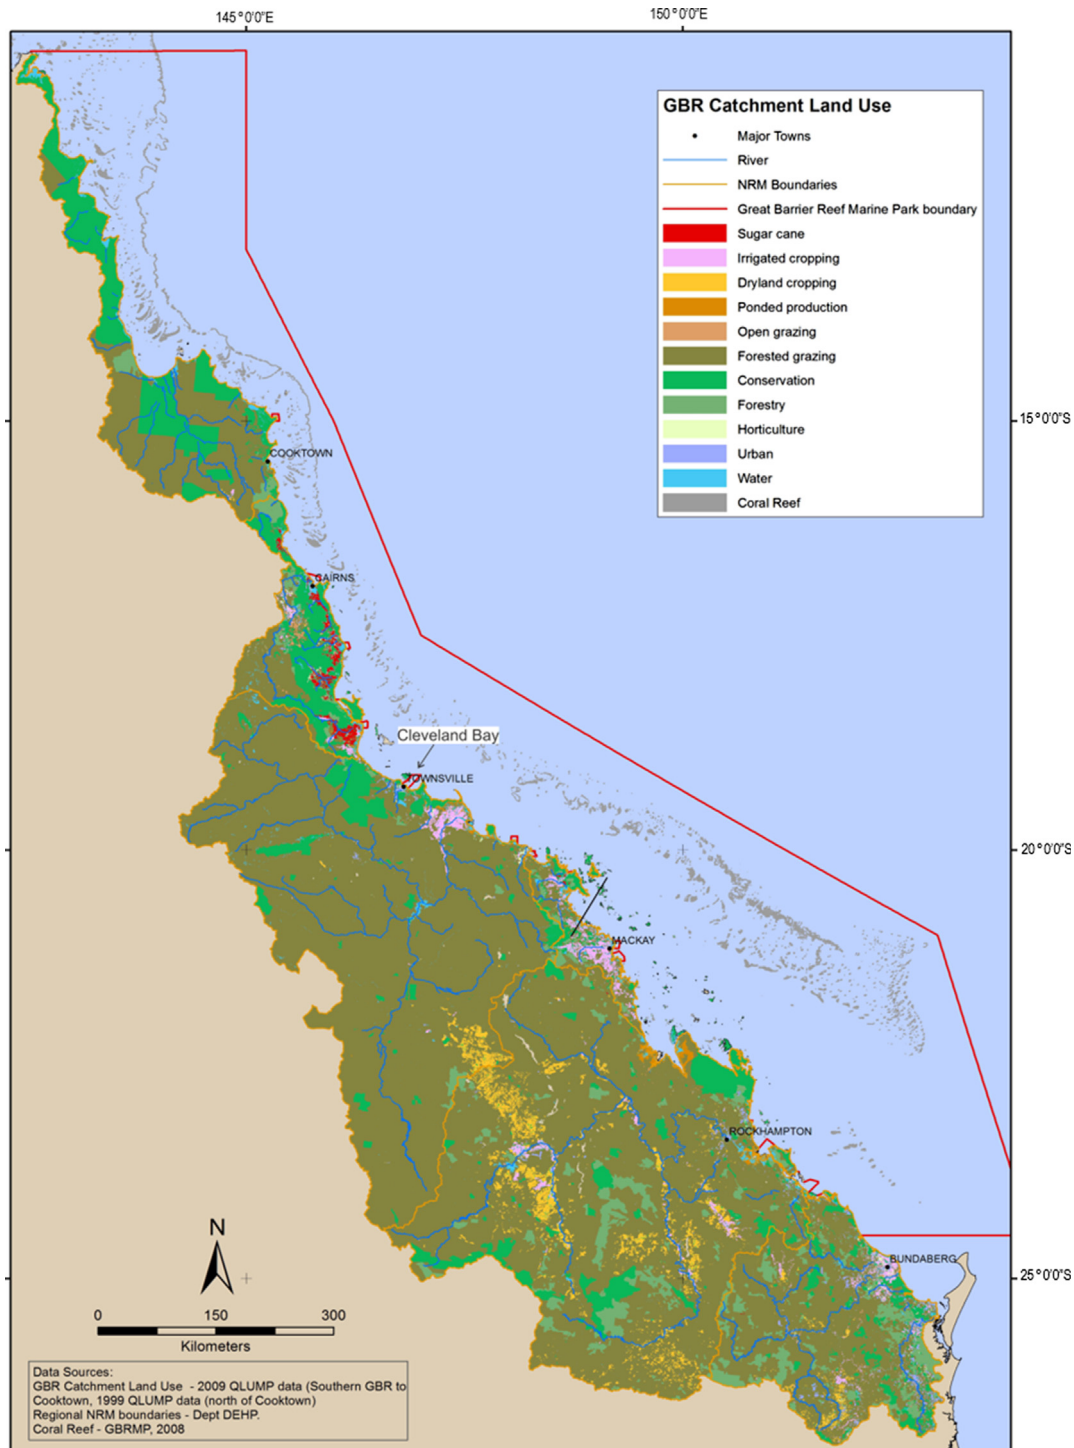 145°0'0"E
150°0'0"E
GBR Catchment Land Use
Major Towns
River
NRM Boundaries
Great Barrier Reef Marine Park boundary
Sugar cane
Irrigated cropping
Dryland cropping
Ponded production
Open grazing
Forested grazing
Conservation
Forestry
Horticulture
Urban
Water
Coral Reef
15°0'0"S
COOKTOWN
CAIRNS
Cleveland Bay
TOWNSVILLE
20°0'0"S
MACKAY
ROCKHAMPTON
BUNDABERG
25°0'0"S
N
0 150 300
Kilometers
Data Sources:
GBR Catchment Land Use - 2009 QLUMP data (Southern GBR to
Cooktown, 1999 QLUMP data (north of Cooktown)
Regional NRM boundaries - Dept DEHP.
Coral Reef - GBRMP, 2008